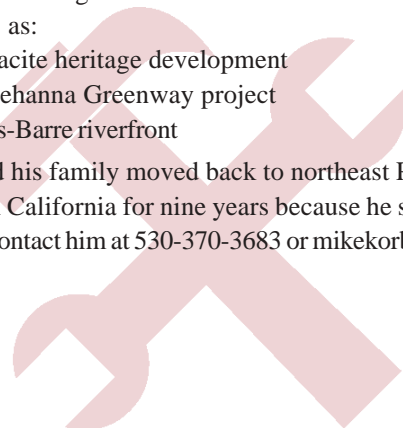 as:
acite heritage development
ehanna Greenway project
s-Barre riverfront
d his family moved back to northeast
California for nine years because he s
ontact him at 530-370-3683 or mikekorb